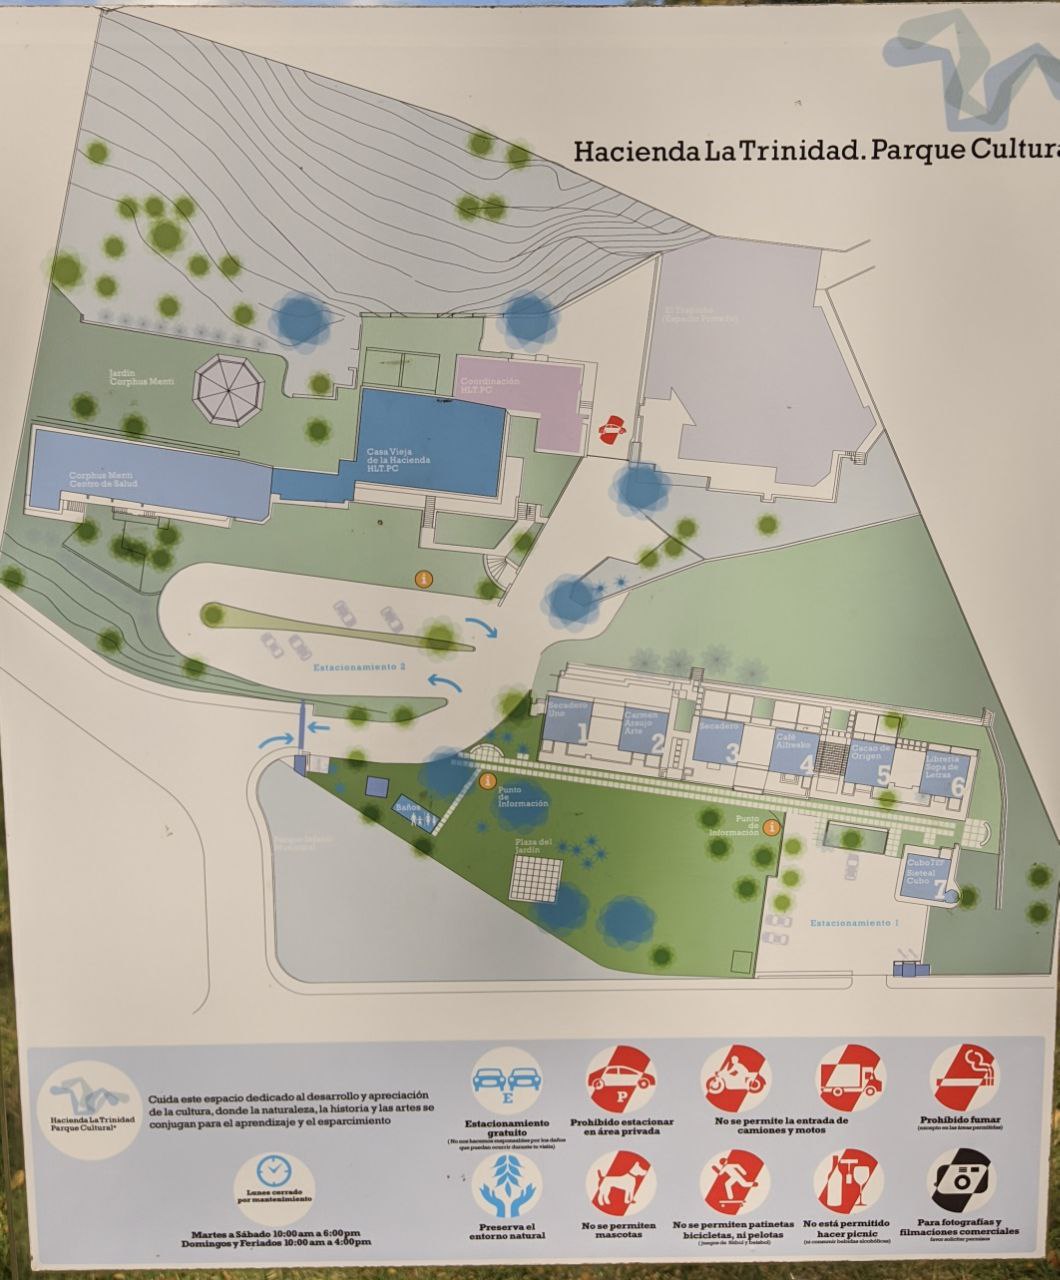 Hacienda La Trinidad. Parque Cultura
El Trapiche
(Espacio Privado)
Jardín
Corphus Menti
Coordinación
HLT.PC
Casa Vieja
de la Hacienda
HLT.PC
Corphus Menti
Centro de Salud
i
Estacionamiento 2
Secadero
Uno
1
Carmen
Araujo
Arte
2
Secadero
3
Café
Alfresko
4
Cacao de
Origen
5
Librería
Sopa de
Letras
6
i
Punto
de
Información
Baños
Plaza del
Jardín
Punto
de
Información
i
Cubo 7
Sieteal
Cubo
7
Estacionamiento 1
Municipal
Hacienda La Trinidad
Parque Cultural
Cuida este espacio dedicado al desarrollo y apreciación
de la cultura, donde la naturaleza, la historia y las artes se
conjugan para el aprendizaje y el esparcimiento
Lunes cerrado
por mantenimiento
Martes a Sábado 10:00am a 6:00pm
Domingos y Feriados 10:00am a 4:00pm
E
Estacionamiento
gratuito
(No nos hacemos responsables por los daños
que puedan ocurrir durante tu visita)
P
Prohibido estacionar
en área privada
No se permite la entrada de
camiones y motos
Prohibido fumar
(excepto en las áreas permitidas)
Preserva el
entorno natural
No se permiten
mascotas
No se permiten patinetas
bicicletas, ni pelotas
(juegos de fútbol y beisbol)
No está permitido
hacer picnic
(ni consumir bebidas alcohólicas)
Para fotografías y
filmaciones comerciales
favor solicitar permisos